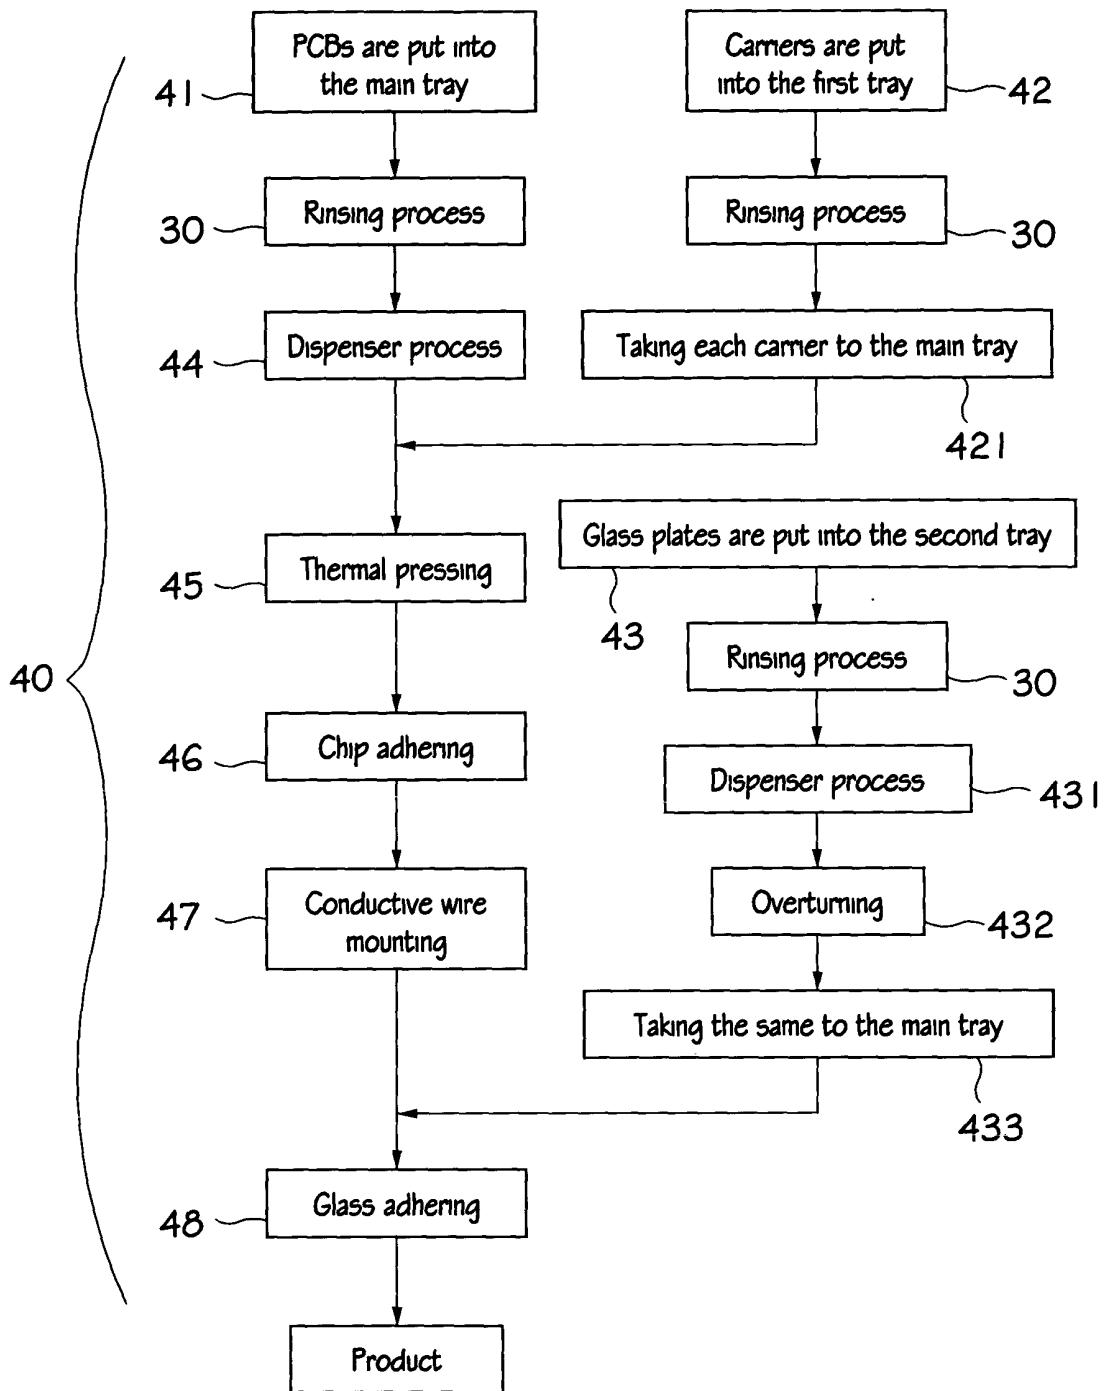 PCBs are put into
the main tray
41
Carriers are put
into the first tray
42
Rinsing process
30
Rinsing process
30
Dispenser process
44
Taking each carrier to the main tray
421
Thermal pressing
45
Glass plates are put into the second tray
43
Rinsing process
30
40
Chip adhering
46
Dispenser process
431
Conductive wire
mounting
47
Overturning
432
Taking the same to the main tray
433
Glass adhering
48
Product